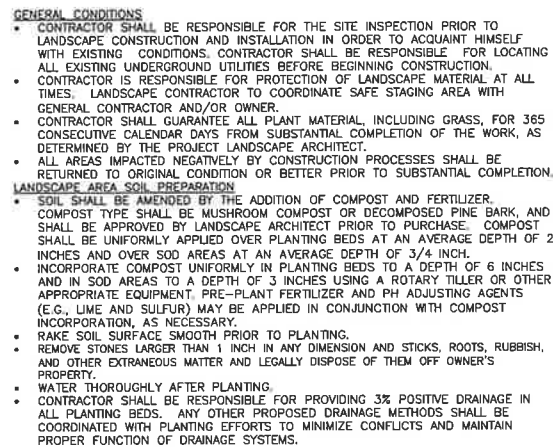 GENERAL CONDITIONS
• CONTRACTOR SHALL BE RESPONSIBLE FOR THE SITE INSPECTION PRIOR TO
LANDSCAPE CONSTRUCTION AND INSTALLATION IN ORDER TO ACQUAINT HIMSELF
WITH EXISTING CONDITIONS. CONTRACTOR SHALL BE RESPONSIBLE FOR LOCATING
ALL EXISTING UNDERGROUND UTILITIES BEFORE BEGINNING CONSTRUCTION.
• CONTRACTOR IS RESPONSIBLE FOR PROTECTION OF LANDSCAPE MATERIAL AT ALL
TIMES. LANDSCAPE CONTRACTOR TO COORDINATE SAFE STAGING AREA WITH
GENERAL CONTRACTOR AND/OR OWNER.
• CONTRACTOR SHALL GUARANTEE ALL PLANT MATERIAL, INCLUDING GRASS, FOR 365
CONSECUTIVE CALENDAR DAYS FROM SUBSTANTIAL COMPLETION OF THE WORK, AS
DETERMINED BY THE PROJECT LANDSCAPE ARCHITECT.
• ALL AREAS IMPACTED NEGATIVELY BY CONSTRUCTION PROCESSES SHALL BE
RETURNED TO ORIGINAL CONDITION OR BETTER PRIOR TO SUBSTANTIAL COMPLETION.
LANDSCAPE AREA SOIL PREPARATION
• SOIL SHALL BE AMENDED BY THE ADDITION OF COMPOST AND FERTILIZER.
COMPOST TYPE SHALL BE MUSHROOM COMPOST OR DECOMPOSED PINE BARK, AND
SHALL BE APPROVED BY LANDSCAPE ARCHITECT PRIOR TO PURCHASE. COMPOST
SHALL BE UNIFORMLY APPLIED OVER PLANTING BEDS AT AN AVERAGE DEPTH OF 2
INCHES AND OVER SOD AREAS AT AN AVERAGE DEPTH OF 3/4 INCH.
• INCORPORATE COMPOST UNIFORMLY IN PLANTING BEDS TO A DEPTH OF 6 INCHES
AND IN SOD AREAS TO A DEPTH OF 3 INCHES USING A ROTARY TILLER OR OTHER
APPROPRIATE EQUIPMENT. PRE-PLANT FERTILIZER AND PH ADJUSTING AGENTS
(E.G., LIME AND SULFUR) MAY BE APPLIED IN CONJUNCTION WITH COMPOST
INCORPORATION, AS NECESSARY.
• RAKE SOIL SURFACE SMOOTH PRIOR TO PLANTING.
• REMOVE STONES LARGER THAN 1 INCH IN ANY DIMENSION AND STICKS, ROOTS, RUBBISH,
AND OTHER EXTRANEOUS MATTER AND LEGALLY DISPOSE OF THEM OFF OWNER'S
PROPERTY.
• WATER THOROUGHLY AFTER PLANTING.
• CONTRACTOR SHALL BE RESPONSIBLE FOR PROVIDING 3% POSITIVE DRAINAGE IN
ALL PLANTING BEDS. ANY OTHER PROPOSED DRAINAGE METHODS SHALL BE
COORDINATED WITH PLANTING EFFORTS TO MINIMIZE CONFLICTS AND MAINTAIN
PROPER FUNCTION OF DRAINAGE SYSTEMS.